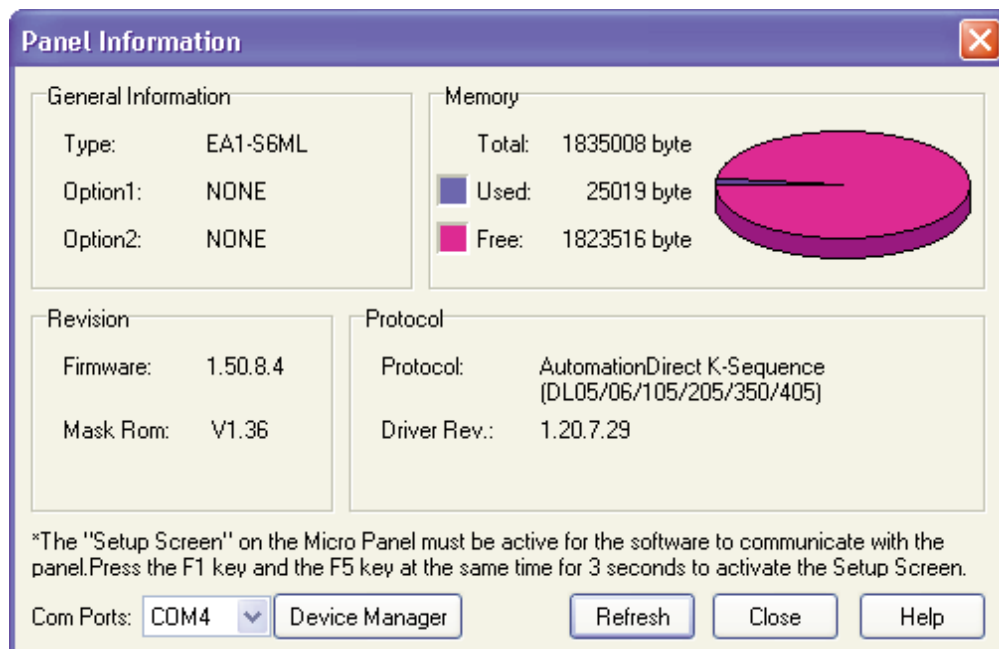 Panel Information
General Information
Type: EA1-S6ML
Option1: NONE
Option2: NONE
Memory
Total: 1835008 byte
Used: 25019 byte
Free: 1823516 byte
Revision
Firmware: 1.50.8.4
Mask Rom: V1.36
Protocol
Protocol: AutomationDirect K-Sequence
(DL05/06/105/205/350/405)
Driver Rev.: 1.20.7.29
*The "Setup Screen" on the Micro Panel must be active for the software to communicate with the
panel.Press the F1 key and the F5 key at the same time for 3 seconds to activate the Setup Screen.
Com Ports: COM4 Device Manager Refresh Close Help